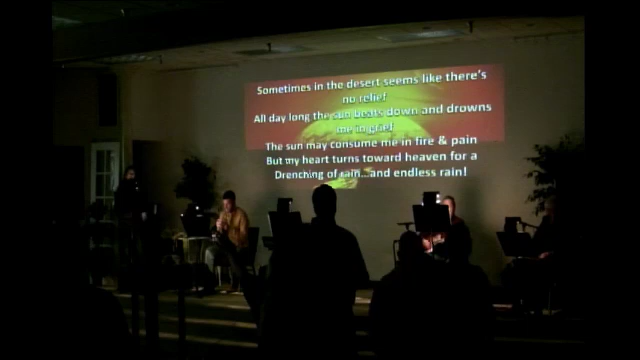 Sometimes in the desert seems like there's
no relief
All day long the sun beats down and drowns
me in grief
The sun may consume me in fire & pain
But my heart turns toward heaven for a
Drenching of rain...and endless rain!